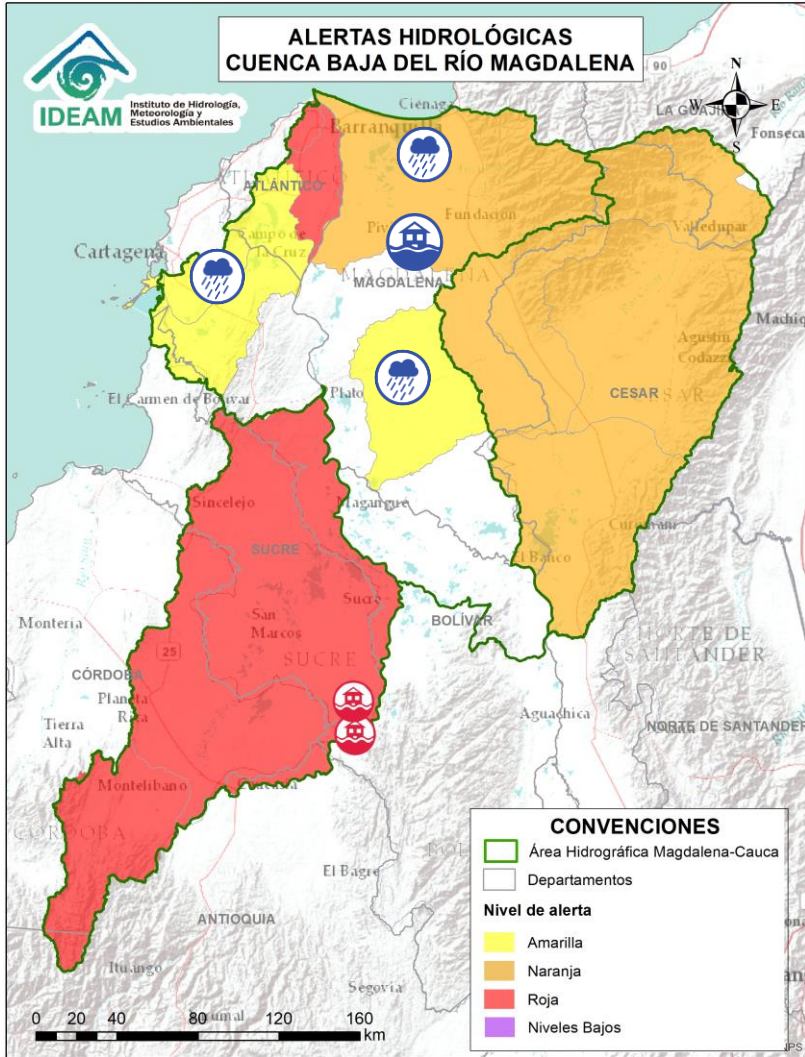 ALERTAS HIDROLÓGICAS
CUENCA BAJA DEL RÍO MAGDALENA
IDEAM
Instituto de Hidrología,
Meteorología y
Estudios Ambientales
N
W
E
S
90
Ciénaga
Barranquilla
Fonseca
ATLÁNTICO
Fundación
Valledupar
Campo de
la Cruz
Cartagena
MAGDALENA
Agustín
Codazzi
El Carmen de Bolívar
Plato
CESAR
Sincelejo
Magangué
SUCRE
El Banco
Sucre
San
Marcos
BOLÍVAR
Montería
SUCRE
NORTE DE
SANTANDER
25
CÓRDOBA
Planeta
Rica
Tierra
Alta
Aguachica
NORTE DE SANTANDER
Montelíbano
El Bagre
ANTIOQUIA
Ituango
Segovia
CONVENCIONES
Área Hidrográfica Magdalena-Cauca
Departamentos
Nivel de alerta
Amarilla
Naranja
Roja
Niveles Bajos
0 20 40 80 120 160
km